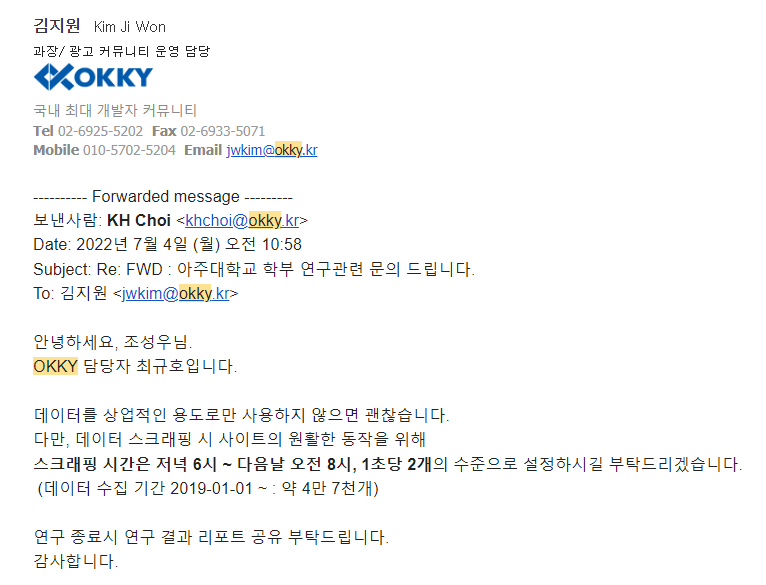 김지원 Kim Ji Won
과장/ 광고 커뮤니티 운영 담당
OKKY
국내 최대 개발자 커뮤니티
Tel 02-6925-5202 Fax 02-6933-5071
Mobile 010-5702-5204 Email jwkim@okky.kr
---------- Forwarded message ---------
보낸사람: KH Choi <khchoi@okky.kr>
Date: 2022년 7월 4일 (월) 오전 10:58
Subject: Re: FWD : 아주대학교 학부 연구관련 문의 드립니다.
To: 김지원 <jwkim@okky.kr>
안녕하세요, 조성우님.
OKKY 담당자 최규호입니다.
데이터를 상업적인 용도로만 사용하지 않으면 괜찮습니다.
다만, 데이터 스크래핑 시 사이트의 원활한 동작을 위해
스크래핑 시간은 저녁 6시 ~ 다음날 오전 8시, 1초당 2개의 수준으로 설정하시길 부탁드리겠습니다.
(데이터 수집 기간 2019-01-01 ~ : 약 4만 7천개)
연구 종료시 연구 결과 리포트 공유 부탁드립니다.
감사합니다.